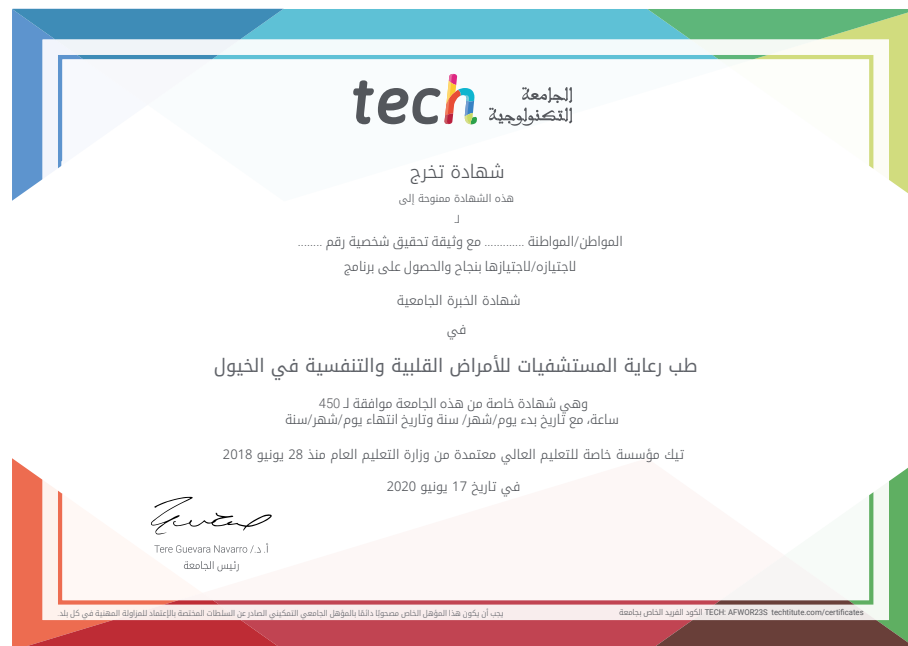 tech الجامعة
التكنولوجية
شهادة تخرج
هذه الشهادة ممنوحة إلى
لـ
المواطن/المواطنة ............. مع وثيقة تحقيق شخصية رقم ........
لاجتيازه/لاجتيازها بنجاح والحصول على برنامج
شهادة الخبرة الجامعية
في
طب رعاية المستشفيات للأمراض القلبية والتنفسية في الخيول
وهي شهادة خاصة من هذه الجامعة موافقة لـ 450
ساعة، مع تاريخ بدء يوم/شهر/ سنة وتاريخ انتهاء يوم/شهر/سنة
تيك مؤسسة خاصة للتعليم العالي معتمدة من وزارة التعليم العام منذ 28 يونيو 2018
في تاريخ 17 يونيو 2020
أ. د./ Tere Guevara Navarro
رئيس الجامعة
يجب أن يكون هذا المؤهل الخاص مصحوبًا دائمًا بالمؤهل الجامعي التمكيني الصادر عن السلطات المختصة بالإعتماد للمزاولة المهنية في كل بلد.
الكود الفريد الخاص بجامعة TECH: AFWOR23S techtitute.com/certificates